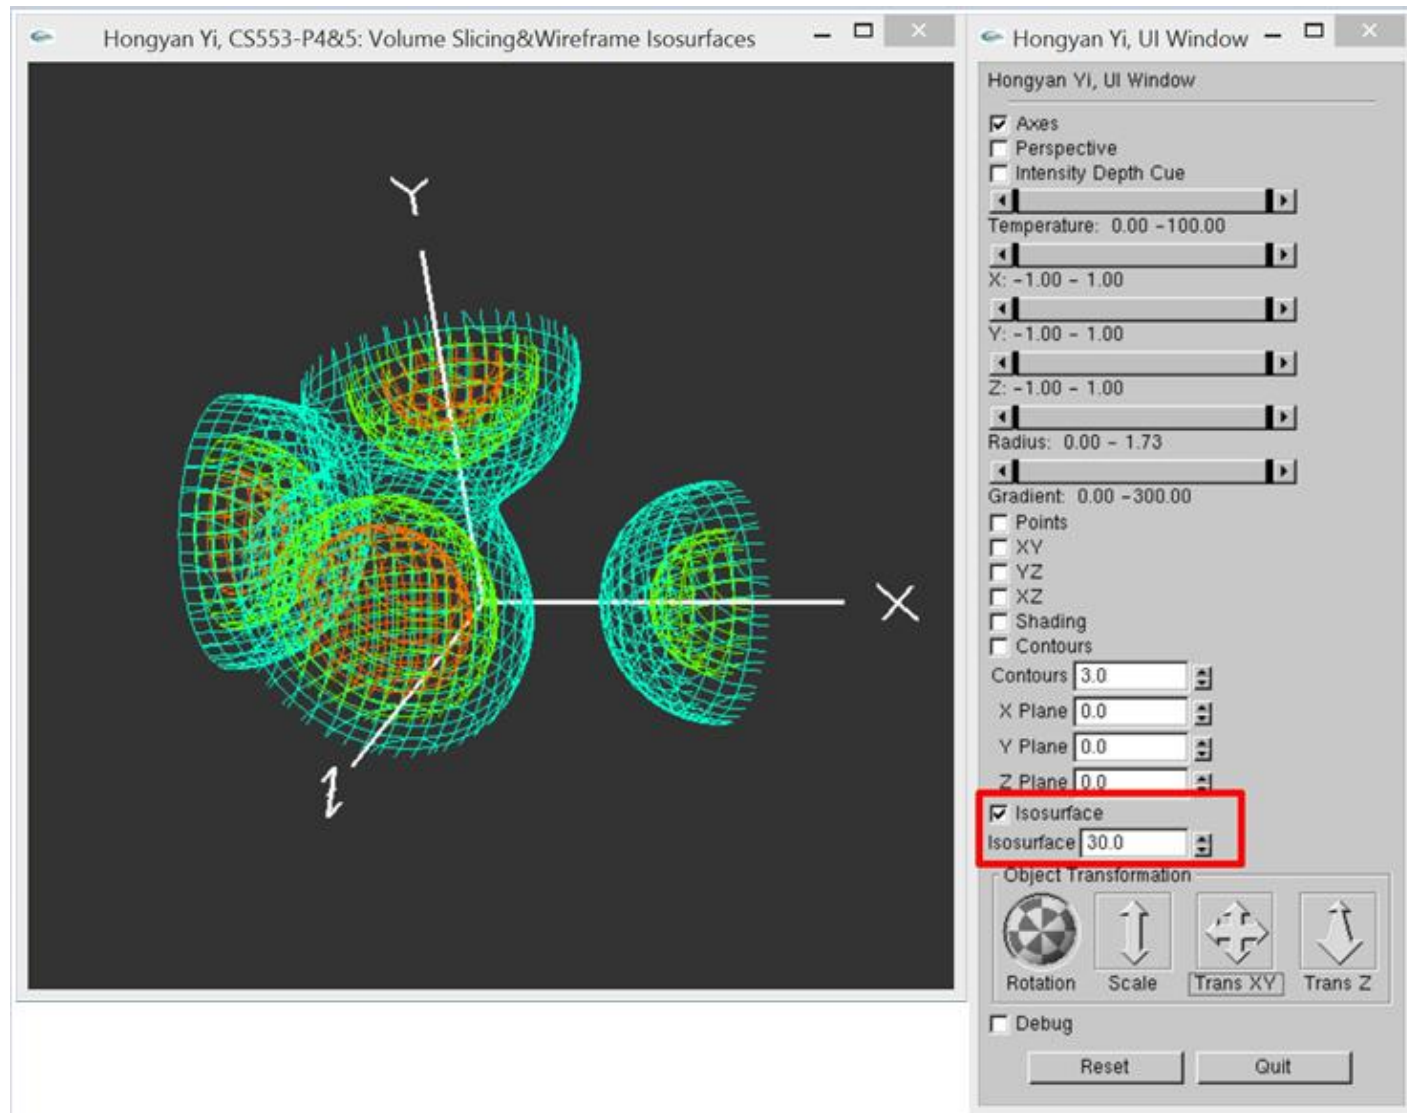 Hongyan Yi, CS553-P4&5: Volume Slicing&Wireframe Isosurfaces
Y
X
Z
Hongyan Yi, UI Window
Hongyan Yi, UI Window
Axes
Perspective
Intensity Depth Cue
Temperature: 0.00 -100.00
X: -1.00 - 1.00
Y: -1.00 - 1.00
Z: -1.00 - 1.00
Radius: 0.00 - 1.73
Gradient: 0.00 -300.00
Points
XY
YZ
XZ
Shading
Contours
Contours 3.0
X Plane 0.0
Y Plane 0.0
Z Plane 0.0
Isosurface
Isosurface 30.0
Object Transformation
Rotation Scale Trans XY Trans Z
Debug
Reset Quit